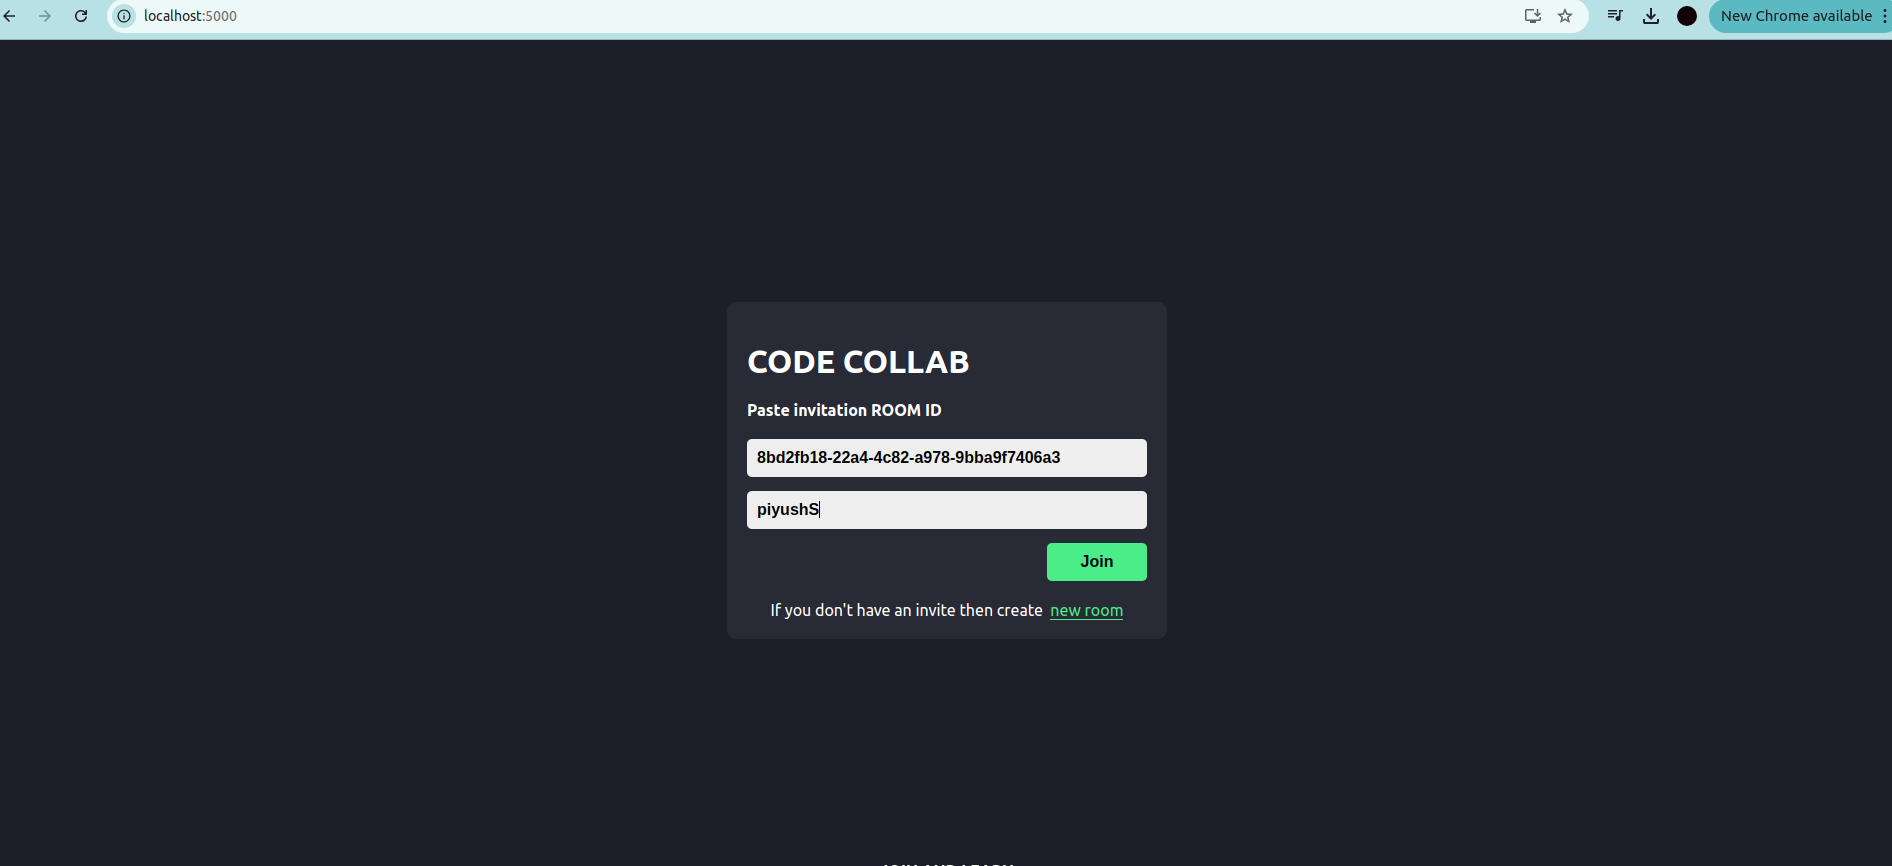 localhost:5000
New Chrome available
CODE COLLAB
Paste invitation ROOM ID
8bd2fb18-22a4-4c82-a978-9bba9f7406a3
piyushS
Join
If you don't have an invite then create new room